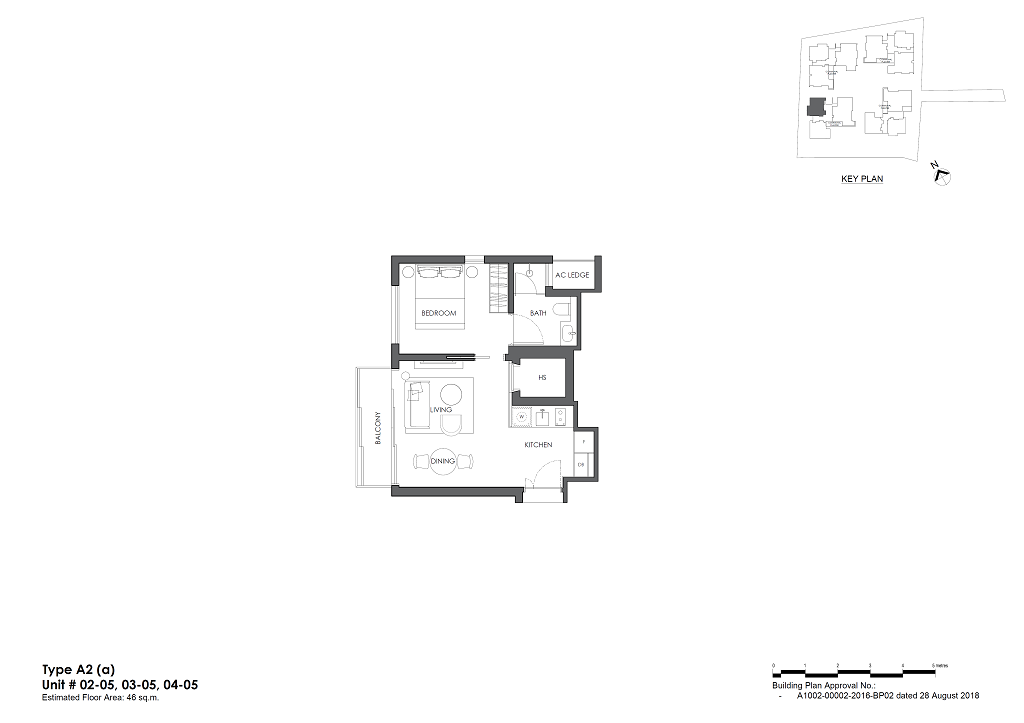 N
KEY PLAN
AC LEDGE
BEDROOM
BATH
HS
LIVING
BALCONY
W
KITCHEN
F
DINING
DB
Type A2 (a)
Unit # 02-05, 03-05, 04-05
Estimated Floor Area: 46 sq.m.
0 1 2 3 4 5 metres
Building Plan Approval No.:
- A1002-00002-2016-BP02 dated 28 August 2018